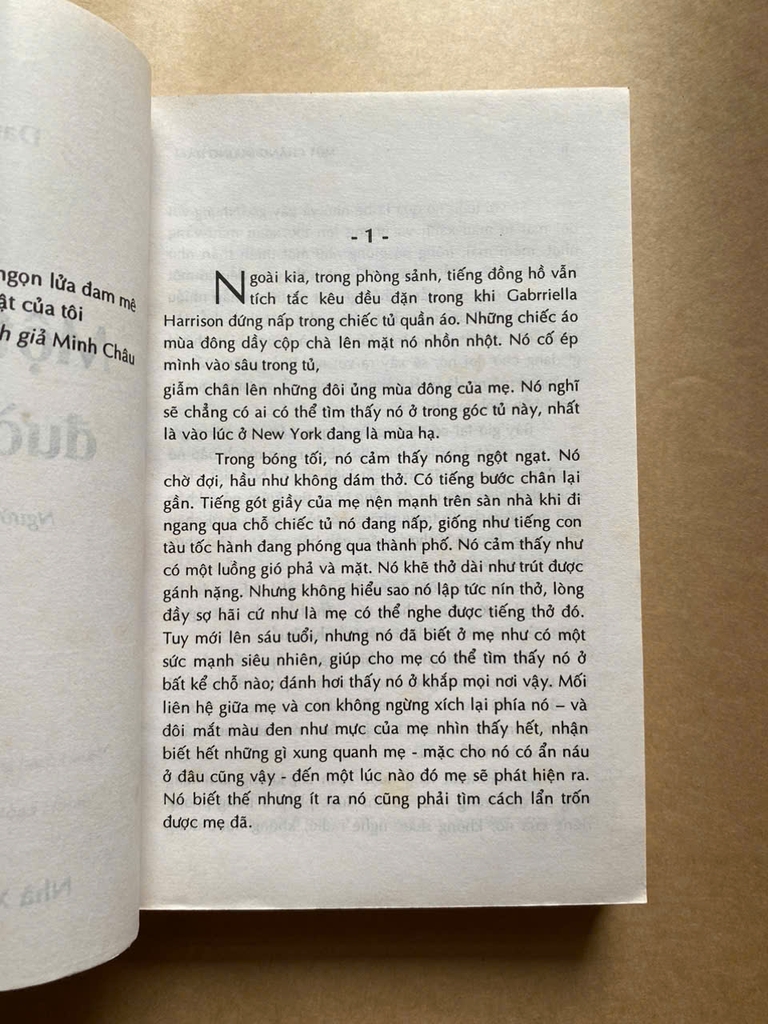 ngọn lửa đam mê
ật của tôi
h giả Minh Châu
- 1 -
Ngoài kia, trong phòng sảnh, tiếng đồng hồ vẫn
tích tắc kêu đều đặn trong khi Gabrriella
Harrison đứng nấp trong chiếc tủ quần áo. Những chiếc áo
mùa đông dầy cộp chà lên mặt nó nhồn nhột. Nó cố ép
mình vào sâu trong tủ,
giẫm chân lên những đôi ủng mùa đông của mẹ. Nó nghĩ
sẽ chẳng có ai có thể tìm thấy nó ở trong góc tủ này, nhất
là vào lúc ở New York đang là mùa hạ.
Trong bóng tối, nó cảm thấy nóng ngột ngạt. Nó
chờ đợi, hầu như không dám thở. Có tiếng bước chân lại
gần. Tiếng gót giầy của mẹ nện mạnh trên sàn nhà khi đi
ngang qua chỗ chiếc tủ nó đang nấp, giống như tiếng con
tàu tốc hành đang phóng qua thành phố. Nó cảm thấy như
có một luồng gió phả và mặt. Nó khẽ thở dài như trút được
gánh nặng. Nhưng không hiểu sao nó lập tức nín thở, lòng
đầy sợ hãi cứ như là mẹ có thể nghe được tiếng thở đó.
Tuy mới lên sáu tuổi, nhưng nó đã biết ở mẹ như có một
sức mạnh siêu nhiên, giúp cho mẹ có thể tìm thấy nó ở
bất kể chỗ nào; đánh hơi thấy nó ở khắp mọi nơi vậy. Mối
liên hệ giữa mẹ và con không ngừng xích lại phía nó – và
đôi mắt màu đen như mực của mẹ nhìn thấy hết, nhận
biết hết những gì xung quanh mẹ - mặc cho nó có ẩn náu
ở đâu cũng vậy - đến một lúc nào đó mẹ sẽ phát hiện ra.
Nó biết thế nhưng ít ra nó cũng phải tìm cách lẩn trốn
được mẹ đã.